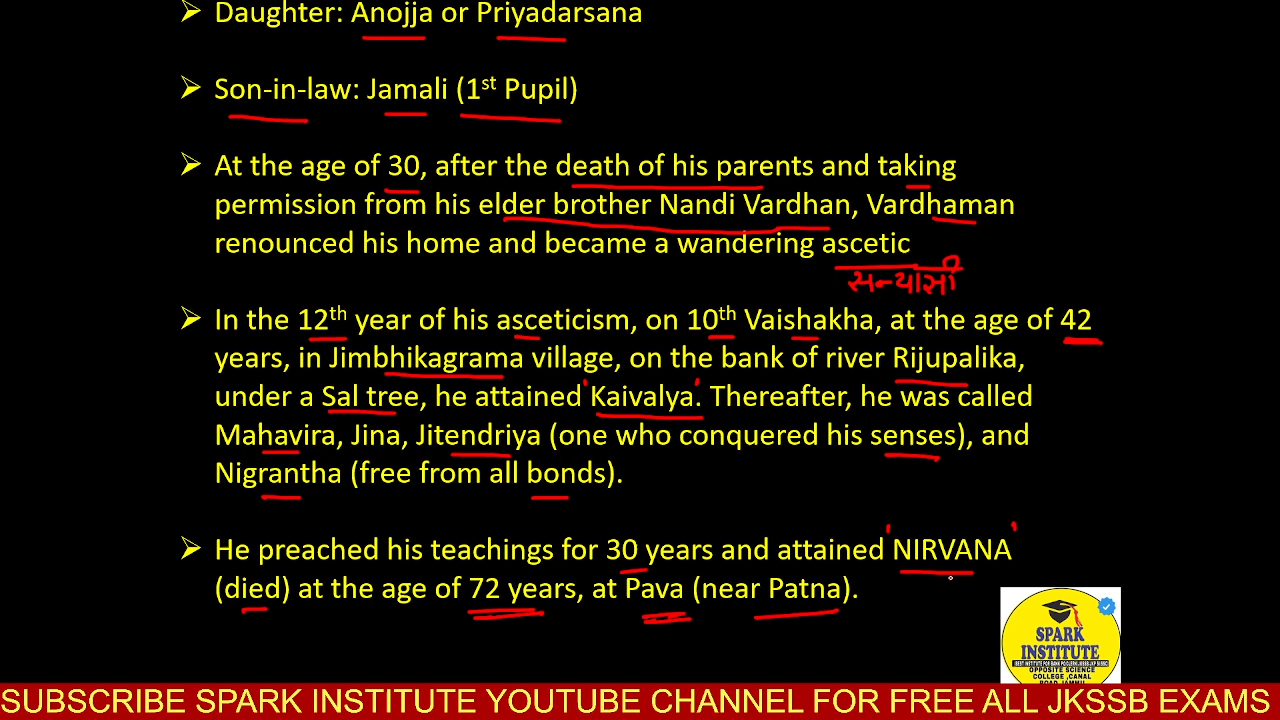 ➢ Daughter: Anojja or Priyadarsana
➢ Son-in-law: Jamali (1st Pupil)
➢ At the age of 30, after the death of his parents and taking
permission from his elder brother Nandi Vardhan, Vardhaman
renounced his home and became a wandering ascetic
सन्यासी
➢ In the 12th year of his asceticism, on 10th Vaishakha, at the age of 42
years, in Jimbhikagrama village, on the bank of river Rijupalika,
under a Sal tree, he attained 'Kaivalya'. Thereafter, he was called
Mahavira, Jina, Jitendriya (one who conquered his senses), and
Nigrantha (free from all bonds).
➢ He preached his teachings for 30 years and attained 'NIRVANA'
(died) at the age of 72 years, at Pava (near Patna).
SPARK
INSTITUTE
OPPOSITE SCIENCE
COLLEGE ,CANAL
ROAD JAMMU
SUBSCRIBE SPARK INSTITUTE YOUTUBE CHANNEL FOR FREE ALL JKSSB EXAMS